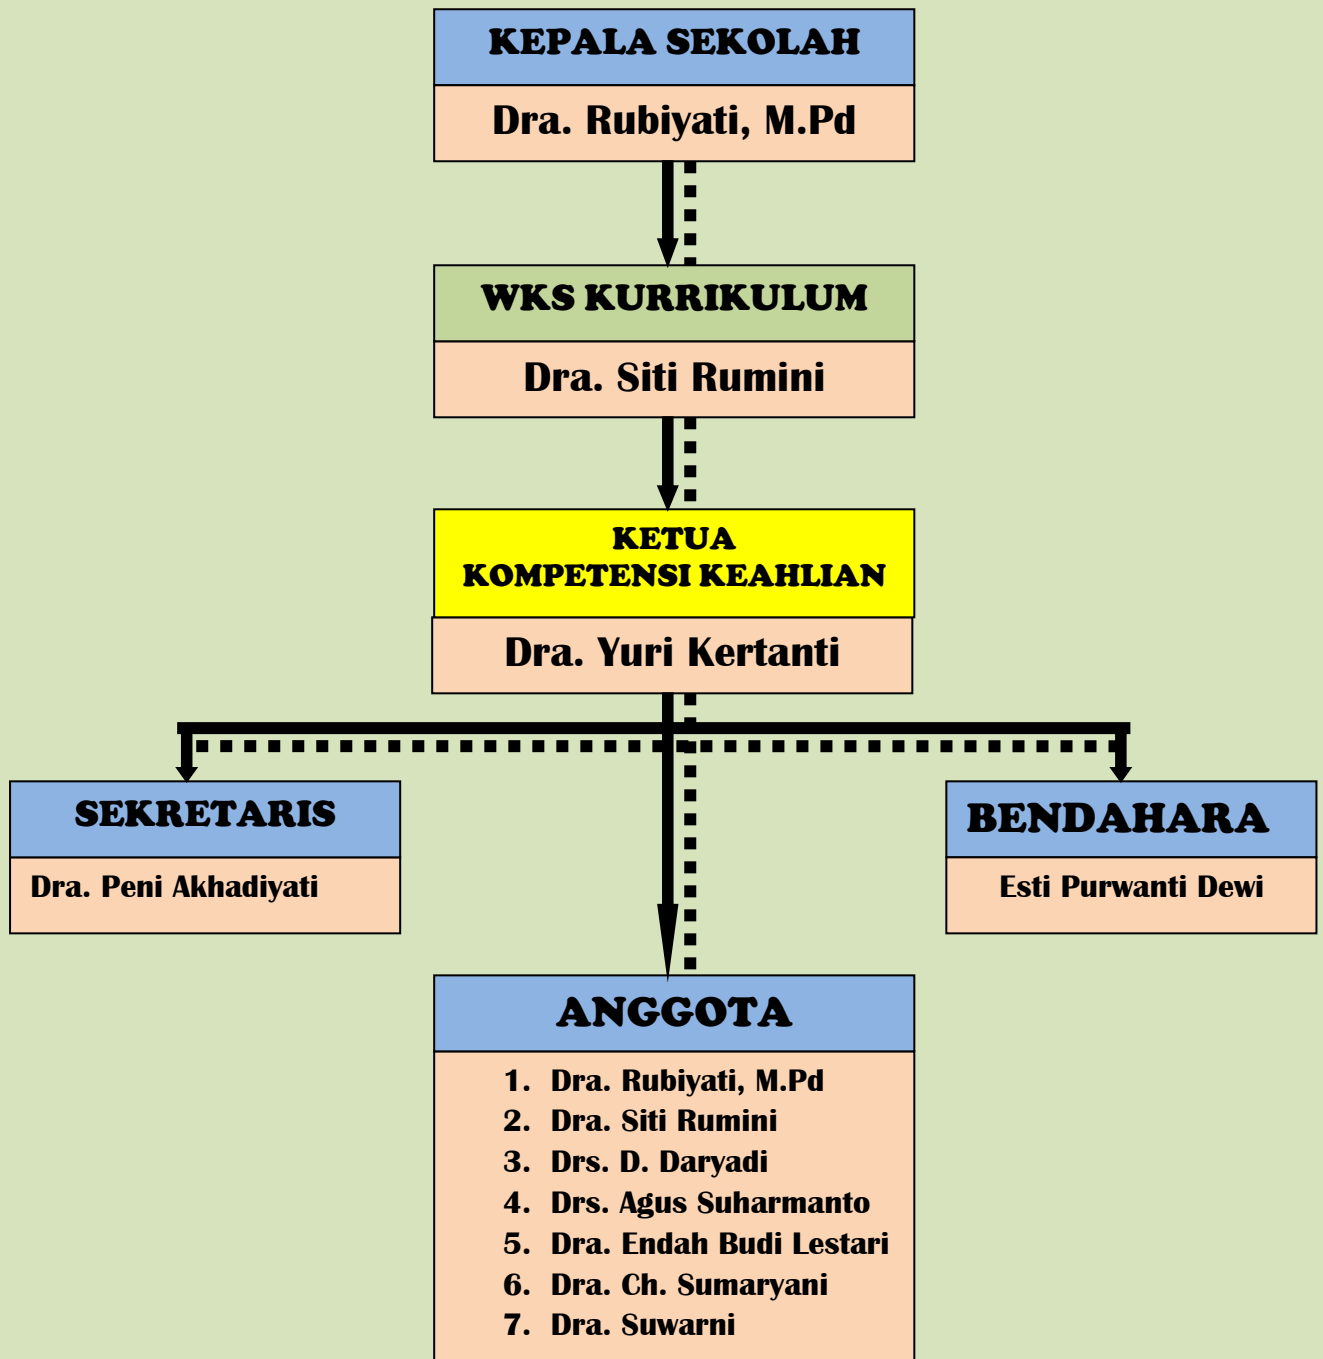 KEPALA SEKOLAH
Dra. Rubiyati, M.Pd
WKS KURRIKULUM
Dra. Siti Rumini
KETUA
KOMPETENSI KEAHLIAN
Dra. Yuri Kertanti
SEKRETARIS
Dra. Peni Akhadiyati
BENDAHARA
Esti Purwanti Dewi
ANGGOTA
1. Dra. Rubiyati, M.Pd
2. Dra. Siti Rumini
3. Drs. D. Daryadi
4. Drs. Agus Suharmanto
5. Dra. Endah Budi Lestari
6. Dra. Ch. Sumaryani
7. Dra. Suwarni